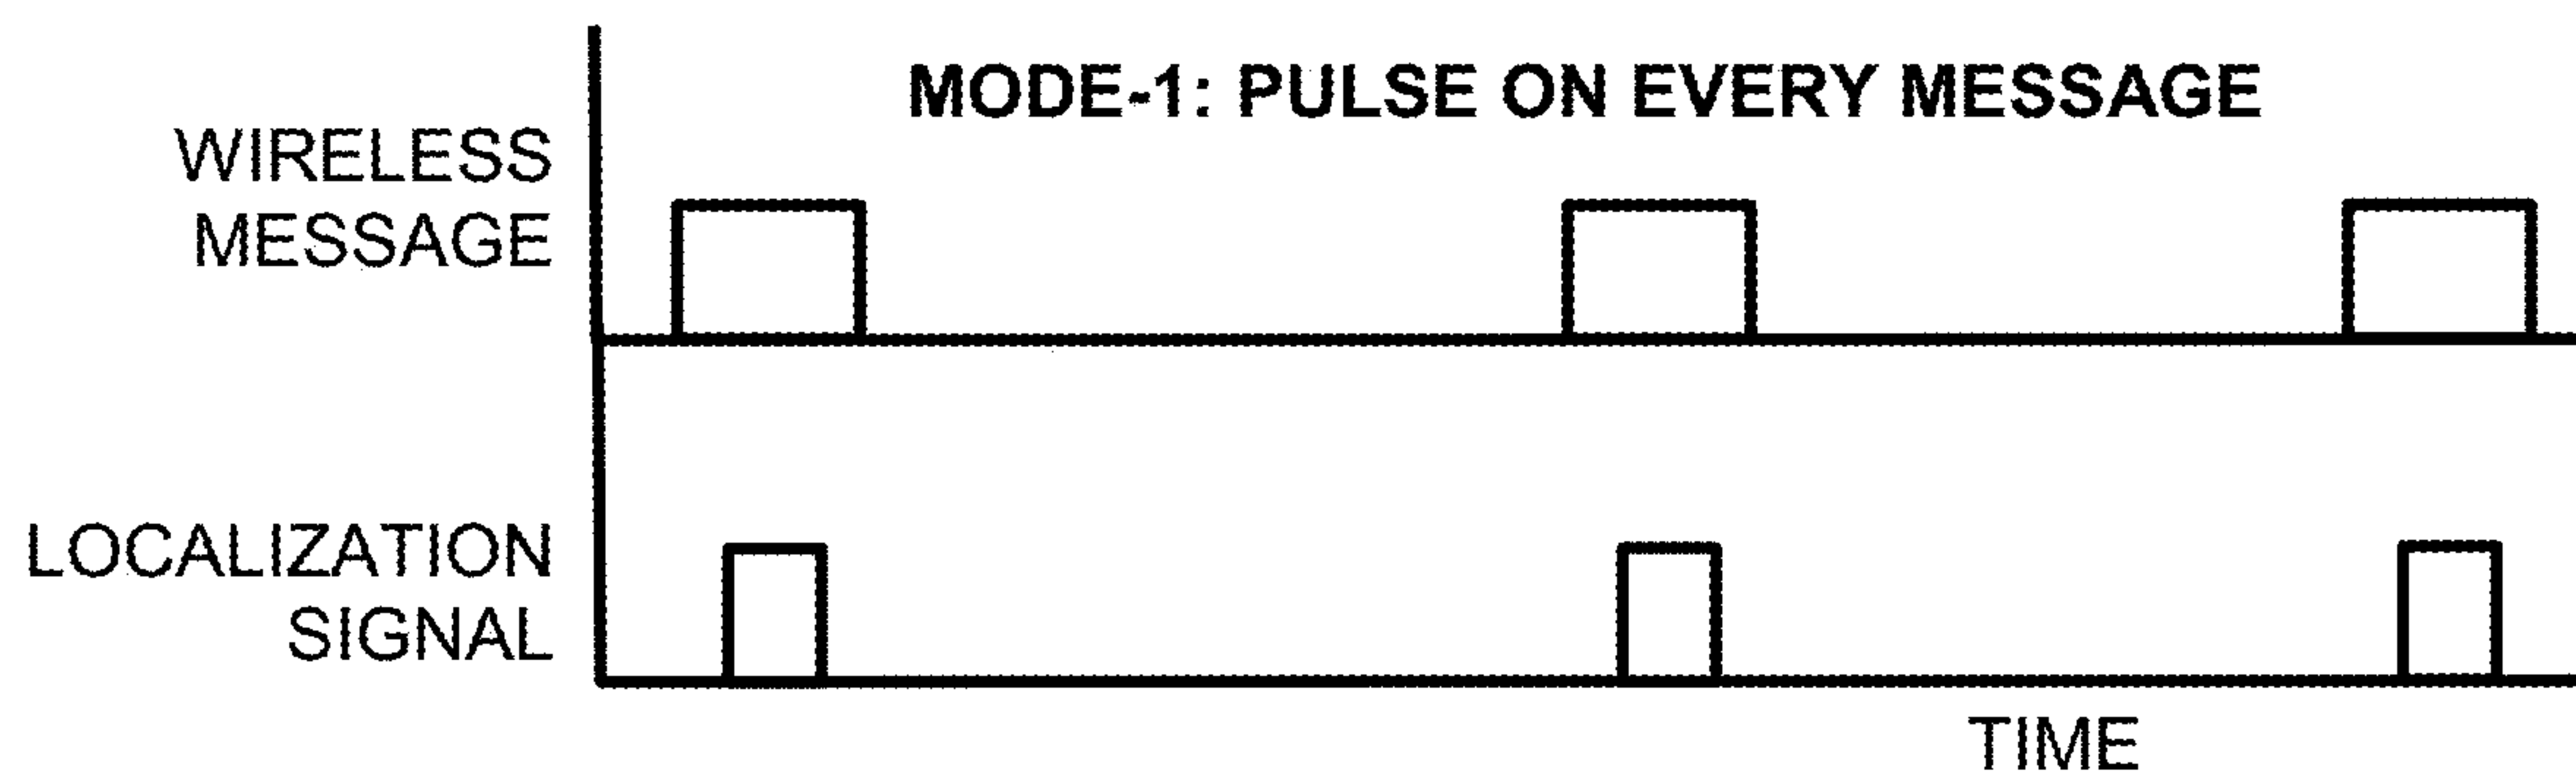 MODE-1: PULSE ON EVERY MESSAGE
WIRELESS
MESSAGE
LOCALIZATION
SIGNAL
TIME